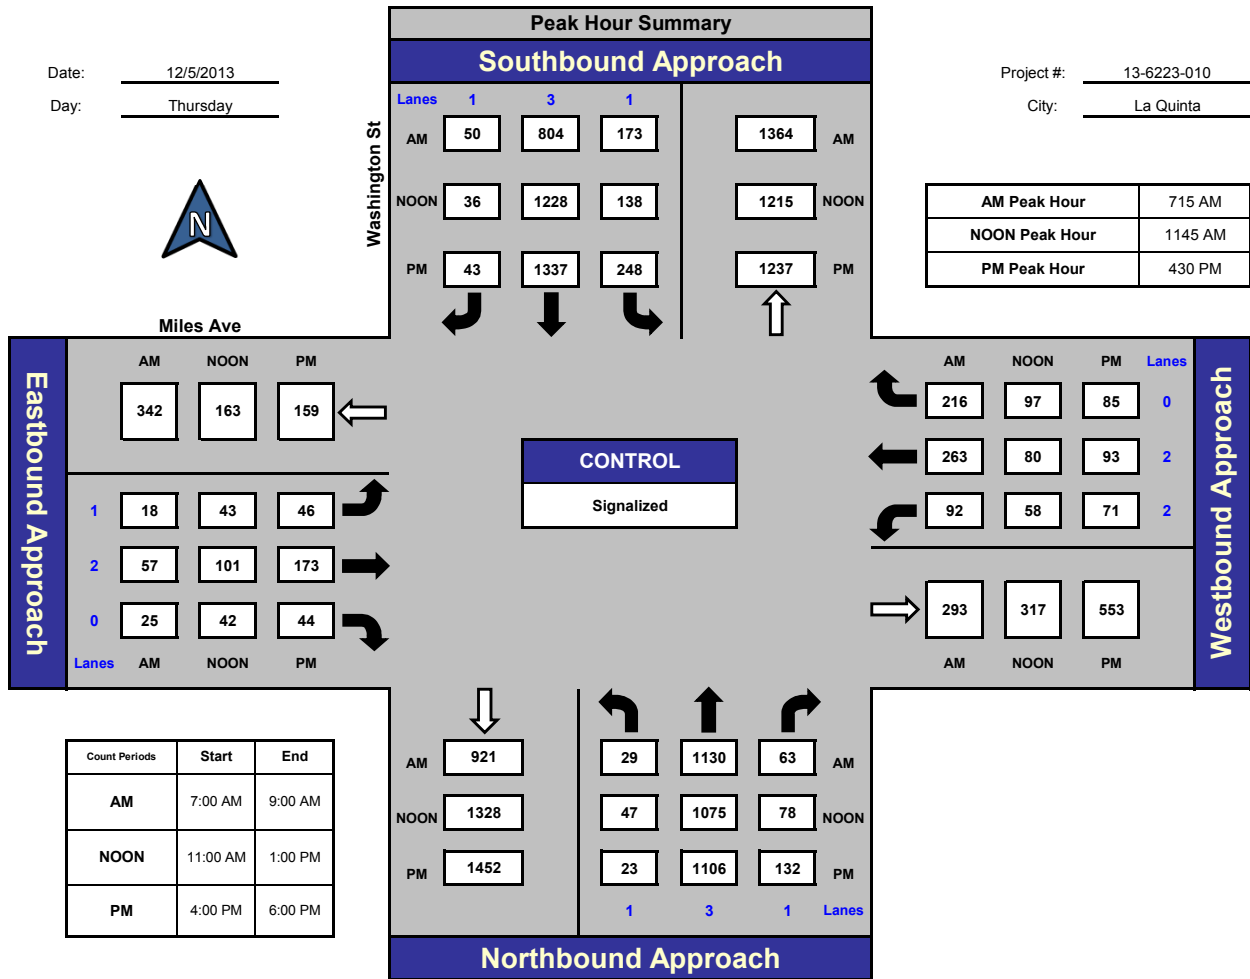 Peak Hour Summary
Southbound Approach
Date: 12/5/2013
Day: Thursday
Project #: 13-6223-010
City: La Quinta
Washington St
Lanes 1 3 1
AM 50 804 173 1364 AM
NOON 36 1228 138 1215 NOON
PM 43 1337 248 1237 PM
N
AM Peak Hour 715 AM
NOON Peak Hour 1145 AM
PM Peak Hour 430 PM
Miles Ave
Eastbound Approach
AM NOON PM
342 163 159
1 18 43 46
2 57 101 173
0 25 42 44
Lanes AM NOON PM
CONTROL
Signalized
AM NOON PM Lanes
216 97 85 0
263 80 93 2
92 58 71 2
293 317 553
AM NOON PM
Westbound Approach
Count Periods Start End
AM 7:00 AM 9:00 AM
NOON 11:00 AM 1:00 PM
PM 4:00 PM 6:00 PM
AM 921 29 1130 63 AM
NOON 1328 47 1075 78 NOON
PM 1452 23 1106 132 PM
1 3 1 Lanes
Northbound Approach